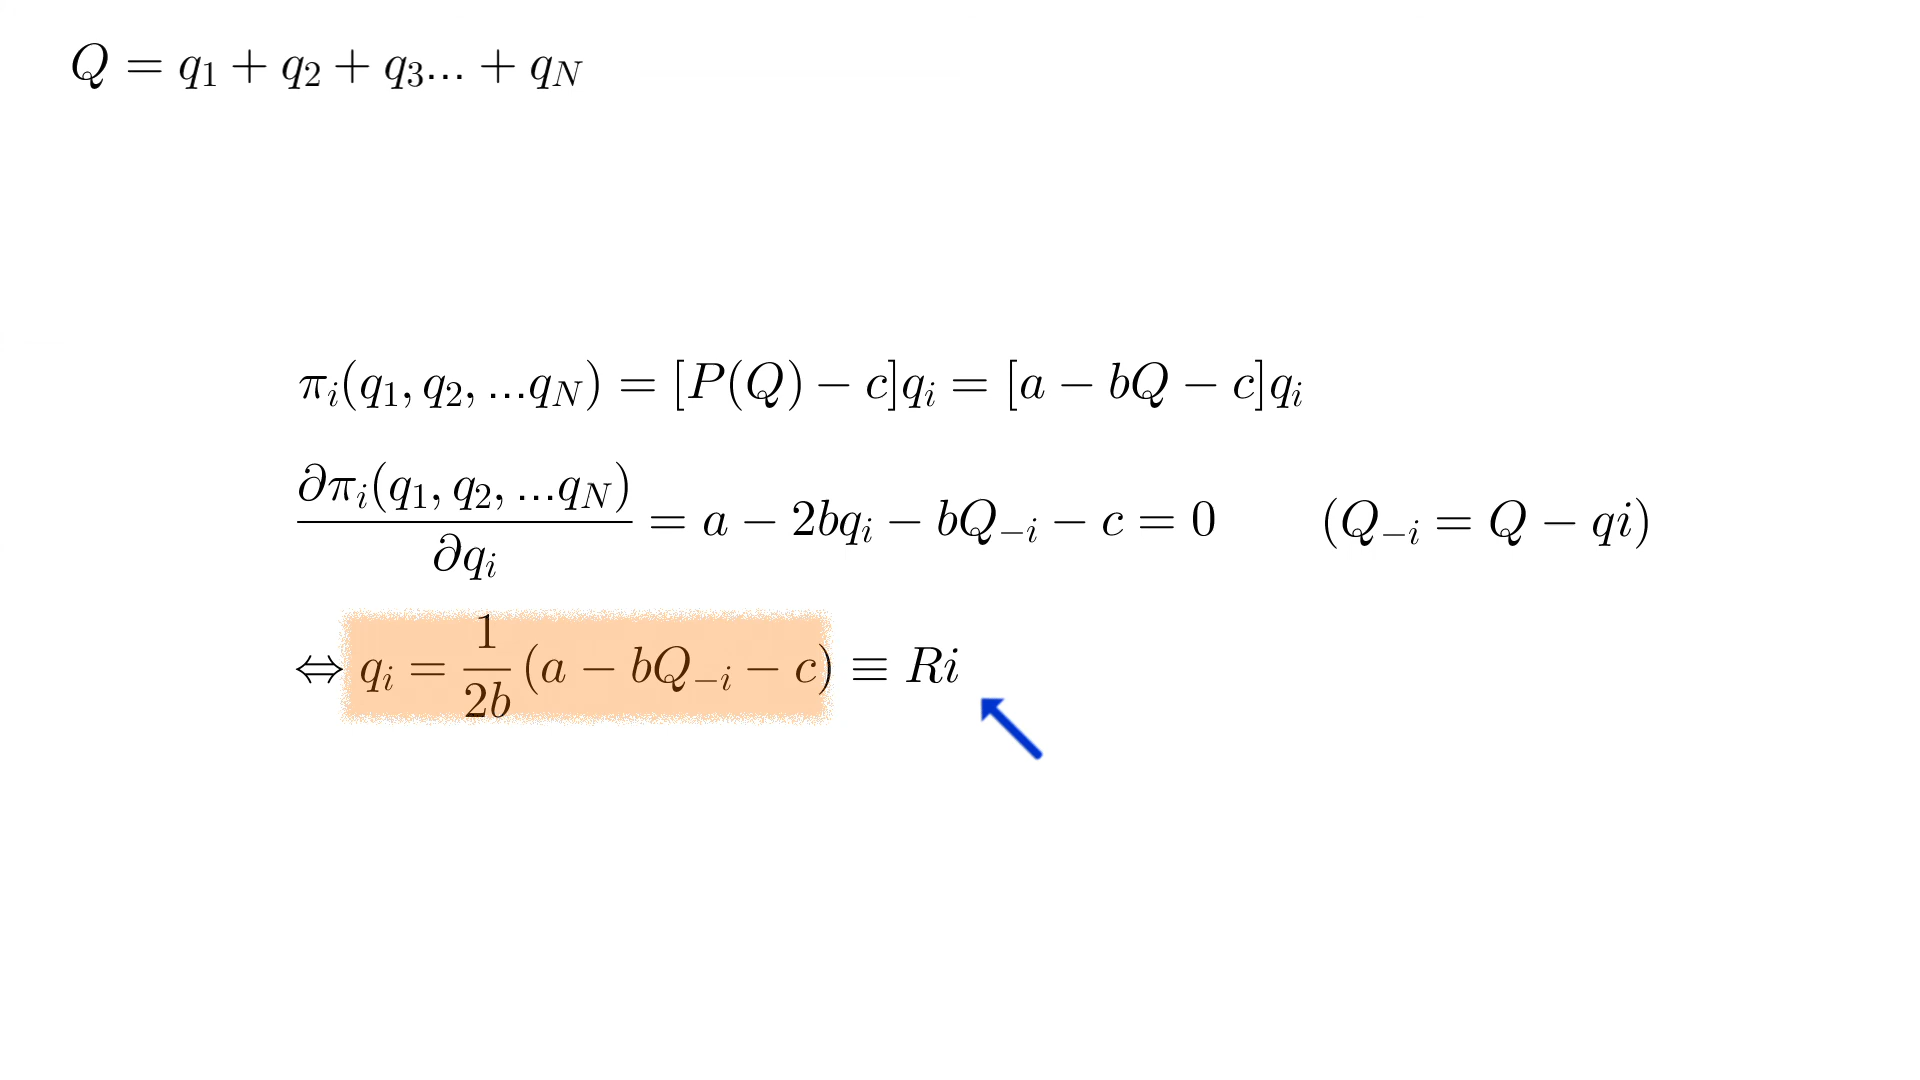 Q = q₁ + q₂ + q₃... + q_N
π_i(q₁, q₂, ...q_N) = [P(Q) − c]q_i = [a − bQ − c]q_i
∂π_i(q₁, q₂, ...q_N) / ∂q_i = a − 2bq_i − bQ_{−i} − c = 0 (Q_{−i} = Q − qi)
⇔ q_i = 1/2b (a − bQ_{−i} − c) ≡ Ri